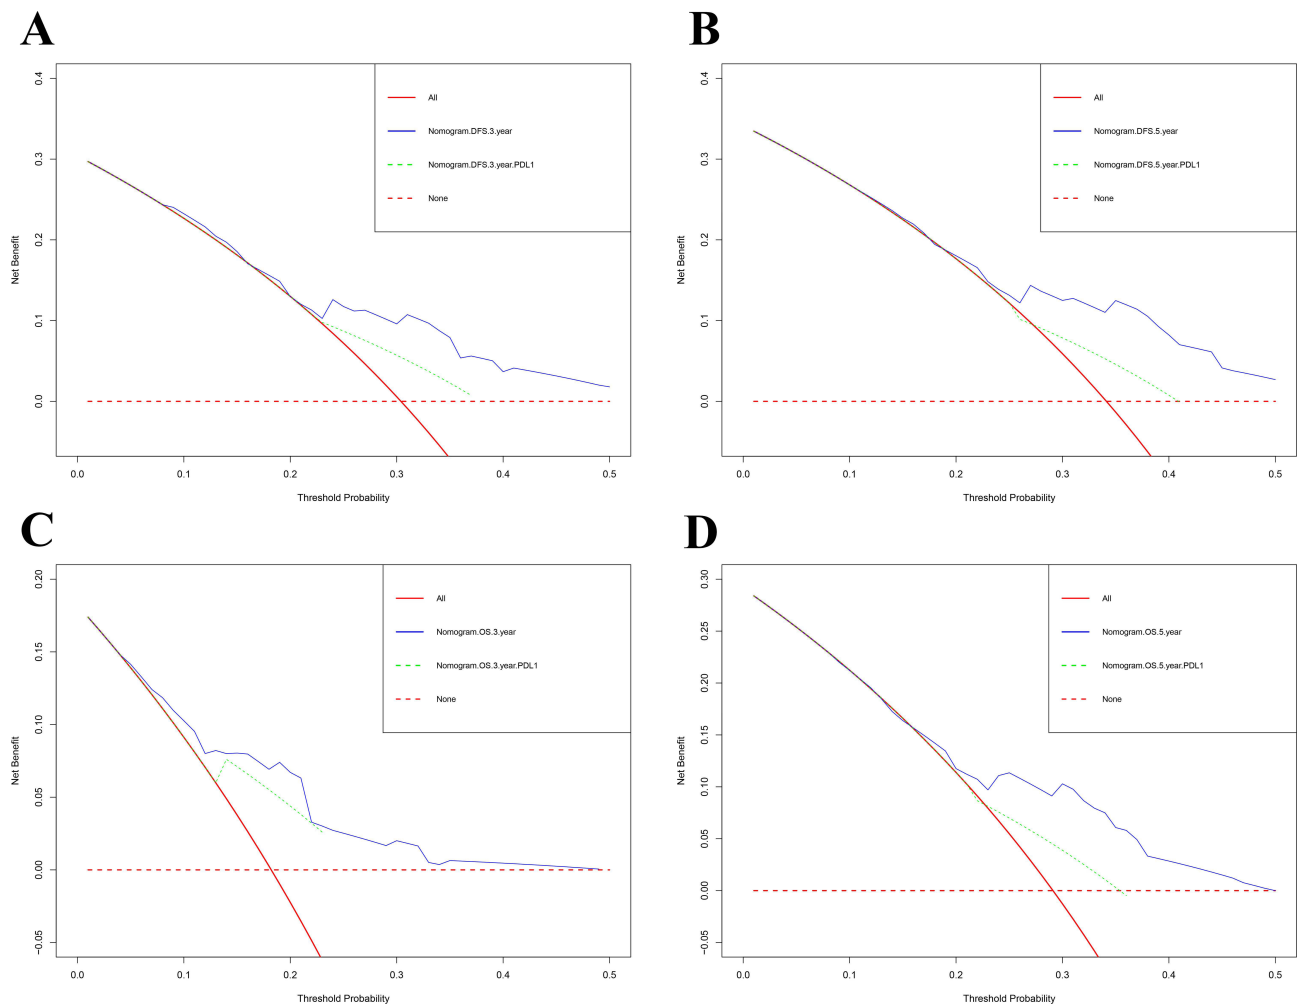 A
0.4
0.3
0.2
0.1
0.0
Net Benefit
All
Nomogram.DFS.3.year
Nomogram.DFS.3.year.PDL1
None
0.0 0.1 0.2 0.3 0.4 0.5
Threshold Probability
B
0.4
0.3
0.2
0.1
0.0
Net Benefit
All
Nomogram.DFS.5.year
Nomogram.DFS.5.year.PDL1
None
0.0 0.1 0.2 0.3 0.4 0.5
Threshold Probability
C
0.20
0.15
0.10
0.05
0.00
−0.05
Net Benefit
All
Nomogram.OS.3.year
Nomogram.OS.3.year.PDL1
None
0.0 0.1 0.2 0.3 0.4 0.5
Threshold Probability
D
0.30
0.25
0.20
0.15
0.10
0.05
0.00
−0.05
Net Benefit
All
Nomogram.OS.5.year
Nomogram.OS.5.year.PDL1
None
0.0 0.1 0.2 0.3 0.4 0.5
Threshold Probability